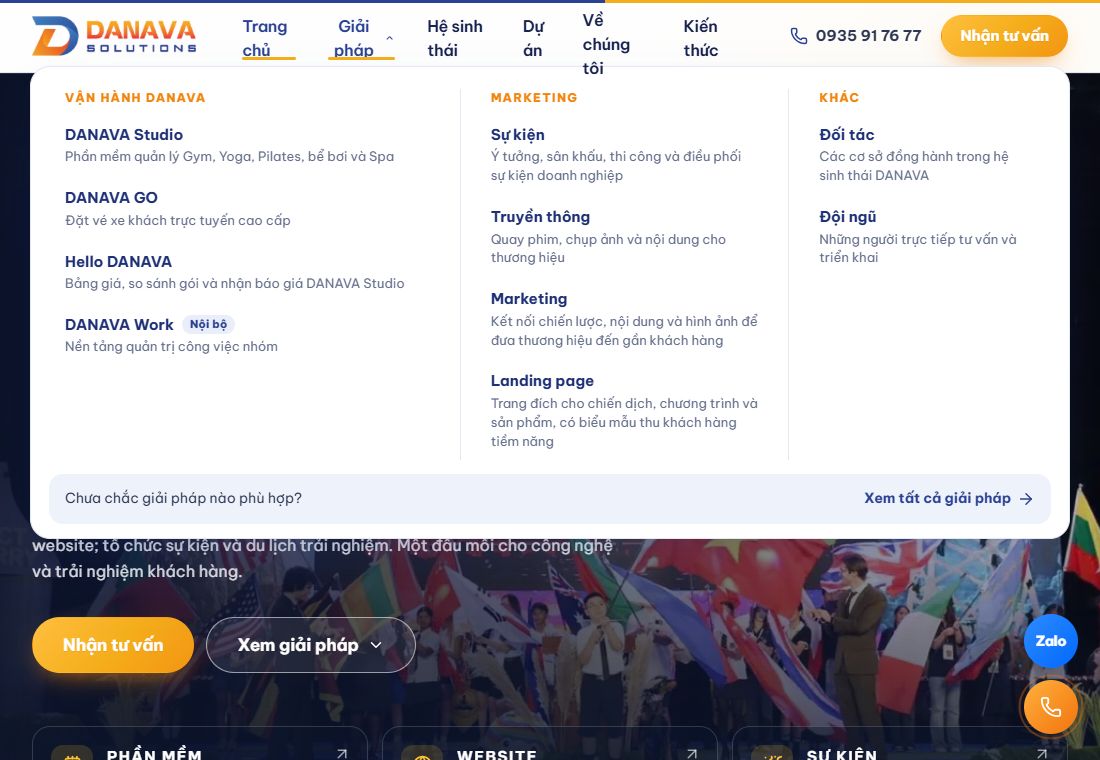 DANAVA
SOLUTIONS
Trang
chủ
Giải
pháp
Hệ sinh
thái
Dự
án
Về
chúng
tôi
Kiến
thức
0935 91 76 77
Nhận tư vấn
VẬN HÀNH DANAVA
DANAVA Studio
Phần mềm quản lý Gym, Yoga, Pilates, bể bơi và Spa
DANAVA GO
Đặt vé xe khách trực tuyến cao cấp
Hello DANAVA
Bảng giá, so sánh gói và nhận báo giá DANAVA Studio
DANAVA Work Nội bộ
Nền tảng quản trị công việc nhóm
MARKETING
Sự kiện
Ý tưởng, sân khấu, thi công và điều phối
sự kiện doanh nghiệp
Truyền thông
Quay phim, chụp ảnh và nội dung cho
thương hiệu
Marketing
Kết nối chiến lược, nội dung và hình ảnh để
đưa thương hiệu đến gần khách hàng
Landing page
Trang đích cho chiến dịch, chương trình và
sản phẩm, có biểu mẫu thu khách hàng
tiềm năng
KHÁC
Đối tác
Các cơ sở đồng hành trong hệ
sinh thái DANAVA
Đội ngũ
Những người trực tiếp tư vấn và
triển khai
Chưa chắc giải pháp nào phù hợp?
Xem tất cả giải pháp
website; tổ chức sự kiện và du lịch trải nghiệm. Một đầu mối cho công nghệ
và trải nghiệm khách hàng.
Nhận tư vấn
Xem giải pháp
Zalo
PHẦN MỀM
WEBSITE
SỰ KIỆN